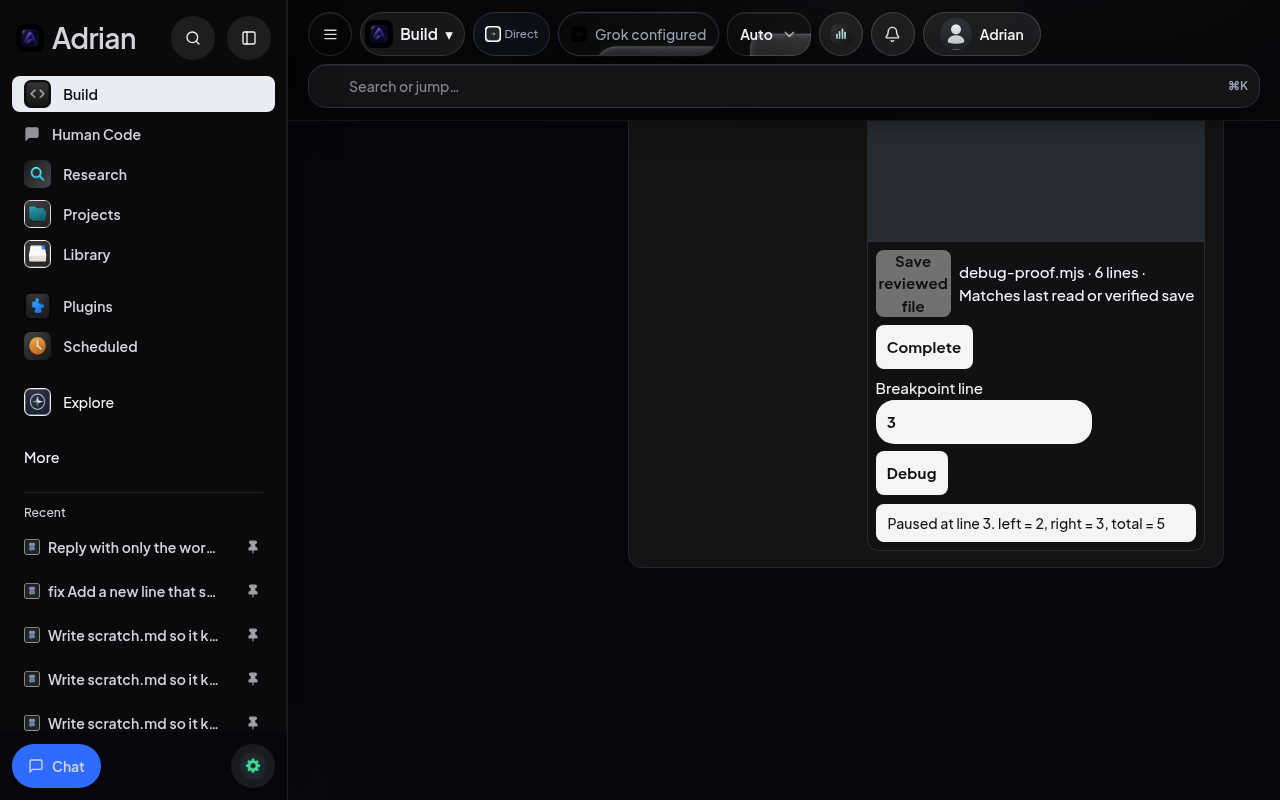 Adrian
Build
Human Code
Research
Projects
Library
Plugins
Scheduled
Explore
More
Recent
Reply with only the wor...
fix Add a new line that s...
Write scratch.md so it k...
Write scratch.md so it k...
Write scratch.md so it k...
Chat
Build ▾
Direct
Grok configured
Auto
Adrian
Search or jump...
⌘K
Save
reviewed
file
debug-proof.mjs · 6 lines ·
Matches last read or verified save
Complete
Breakpoint line
3
Debug
Paused at line 3. left = 2, right = 3, total = 5